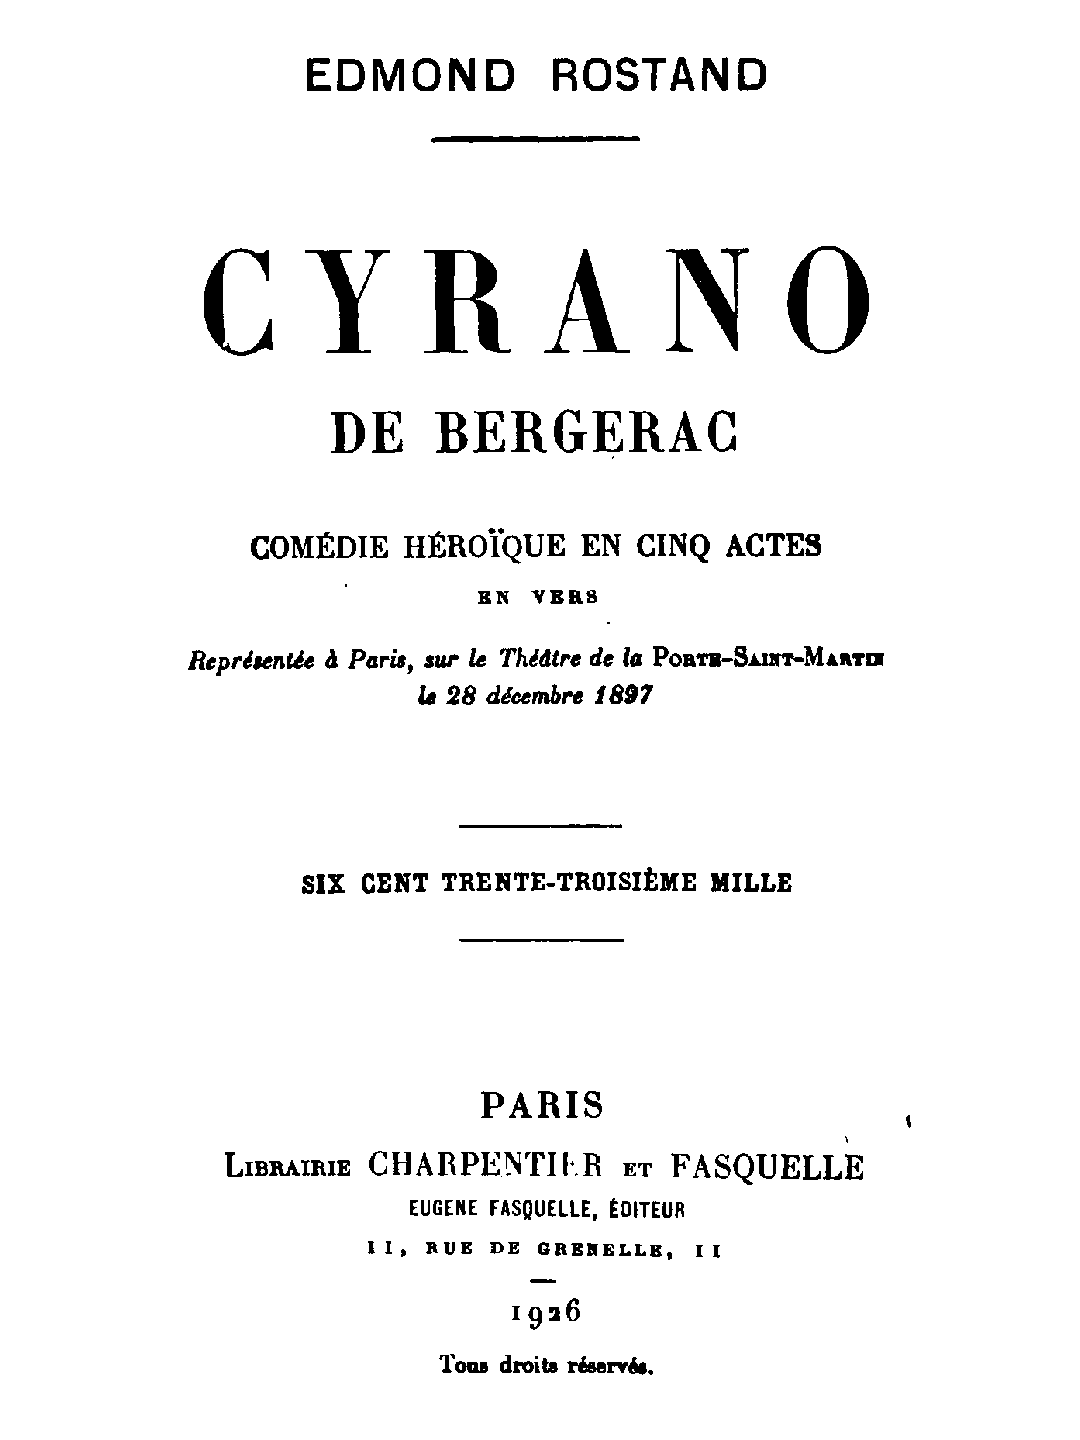 EDMOND ROSTAND
CYRANO
DE BERGERAC
COMÉDIE HÉROÏQUE EN CINQ ACTES
EN VERS
Représentée à Paris, sur le Théâtre de la PORTE-SAINT-MARTIN
le 28 décembre 1897
SIX CENT TRENTE-TROISIÈME MILLE
PARIS
LIBRAIRIE CHARPENTIER ET FASQUELLE
EUGENE FASQUELLE, ÉDITEUR
11, RUE DE GRENELLE, 11
1926
Tous droits réservés.